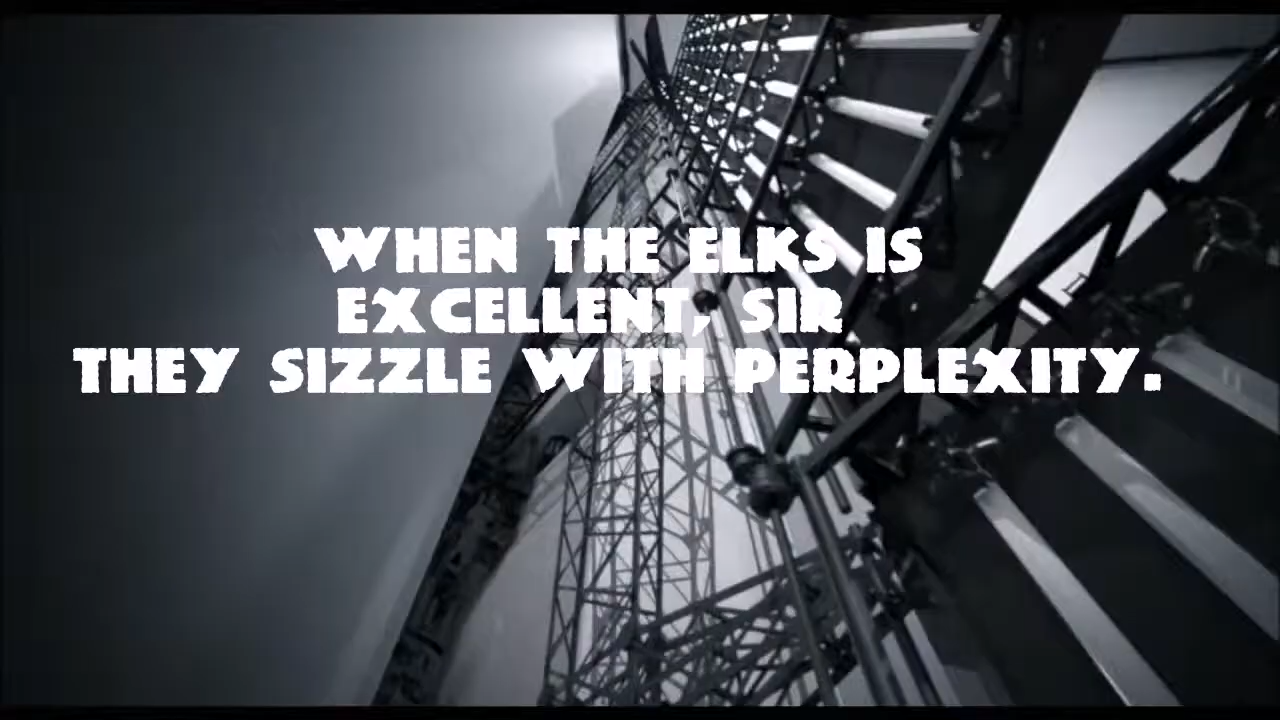 WHEN THE ELKS IS
EXCELLENT, SIR
THEY SIZZLE WITH PERPLEXITY.